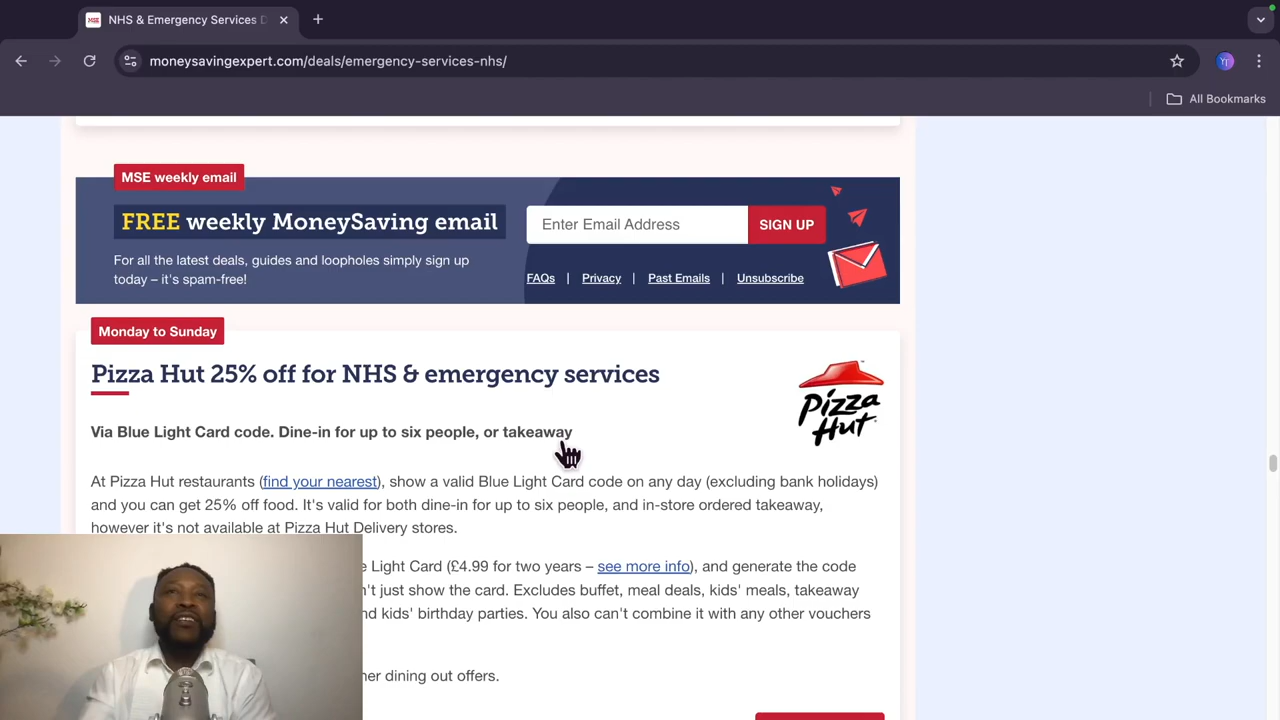 NHS & Emergency Services D
moneysavingexpert.com/deals/emergency-services-nhs/
YT
All Bookmarks
MSE weekly email
FREE weekly MoneySaving email
Enter Email Address
SIGN UP
For all the latest deals, guides and loopholes simply sign up
today – it's spam-free!
FAQs | Privacy | Past Emails | Unsubscribe
Monday to Sunday
Pizza Hut 25% off for NHS & emergency services
Pizza
Hut
Via Blue Light Card code. Dine-in for up to six people, or takeaway
At Pizza Hut restaurants (find your nearest), show a valid Blue Light Card code on any day (excluding bank holidays)
and you can get 25% off food. It's valid for both dine-in for up to six people, and in-store ordered takeaway,
however it's not available at Pizza Hut Delivery stores.
Light Card (£4.99 for two years – see more info), and generate the code
't just show the card. Excludes buffet, meal deals, kids' meals, takeaway
kids' birthday parties. You also can't combine it with any other vouchers
dining out offers.